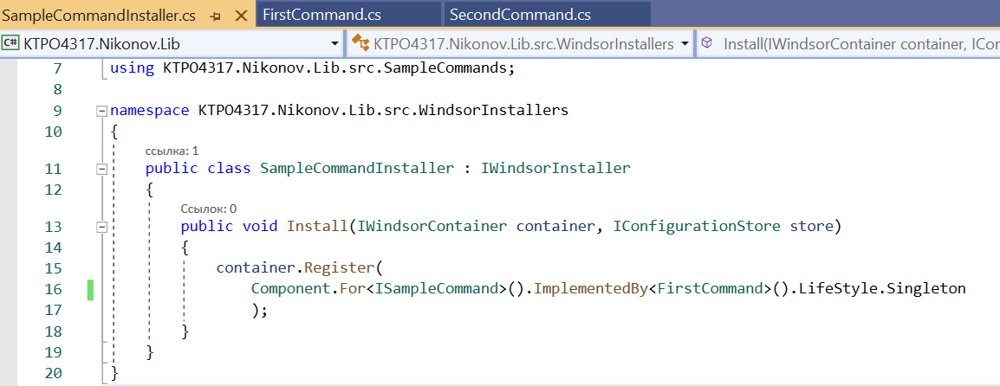 SampleCommandInstaller.cs FirstCommand.cs SecondCommand.cs
C# KTPO4317.Nikonov.Lib KTPO4317.Nikonov.Lib.src.WindsorInstallers Install(IWindsorContainer container, ICon
7 using KTPO4317.Nikonov.Lib.src.SampleCommands;
8
9 namespace KTPO4317.Nikonov.Lib.src.WindsorInstallers
10 {
ссылка: 1
11 public class SampleCommandInstaller : IWindsorInstaller
12 {
Ссылок: 0
13 public void Install(IWindsorContainer container, IConfigurationStore store)
14 {
15 container.Register(
16 Component.For<ISampleCommand>().ImplementedBy<FirstCommand>().LifeStyle.Singleton
17 );
18 }
19 }
20 }